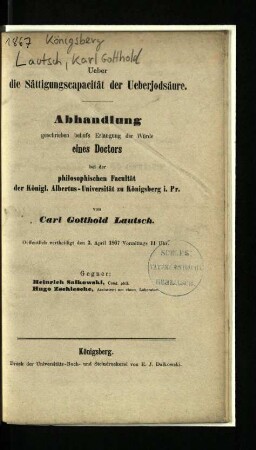 1867 Königsberg
Lautsch, Karl Gotthold
Ueber
die Sättigungscapacität der Ueberjodsäure.
Abhandlung
geschrieben behufs Erlangung der Würde
eines Doctors
bei der
philosophischen Facultät
der Königl. Albertus-Universität zu Königsberg i. Pr.
von
Carl Gotthold Lautsch.
Oeffentlich vertheidigt den 3. April 1867 Vormittags 11 Uhr.
Gegner:
Heinrich Salkowski, Cand. phil.
Hugo Zschiesche,
Königsberg.
Druck der Universitäts-Buch- und Steindruckerei von E. J. Dalkowski.